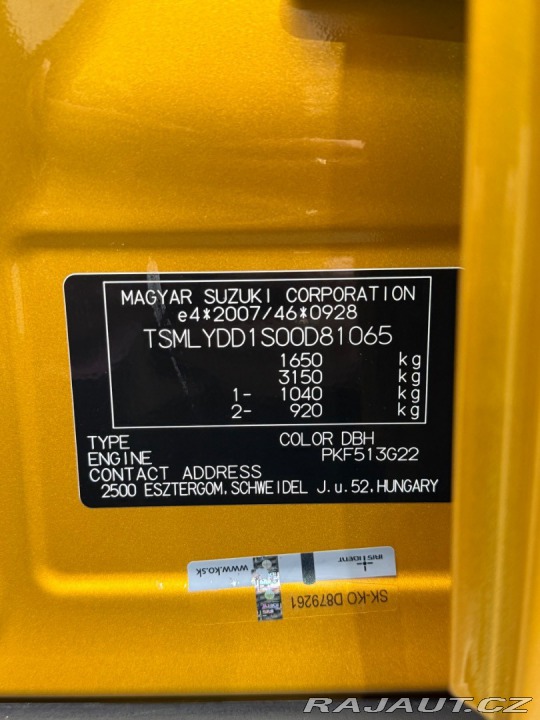 MAGYAR SUZUKI CORPORATION
e4*2007/46*0928
TSMLYDD1S00D81065
1650 kg
3150 kg
1- 1040 kg
2- 920 kg
TYPE COLOR DBH
ENGINE PKF513G22
CONTACT ADDRESS
2500 ESZTERGOM, SCHWEIDEL J. u. 52. HUNGARY
IRIS IDENT
www.ko.sk
SK-KO D879261
RAJAUT.CZ